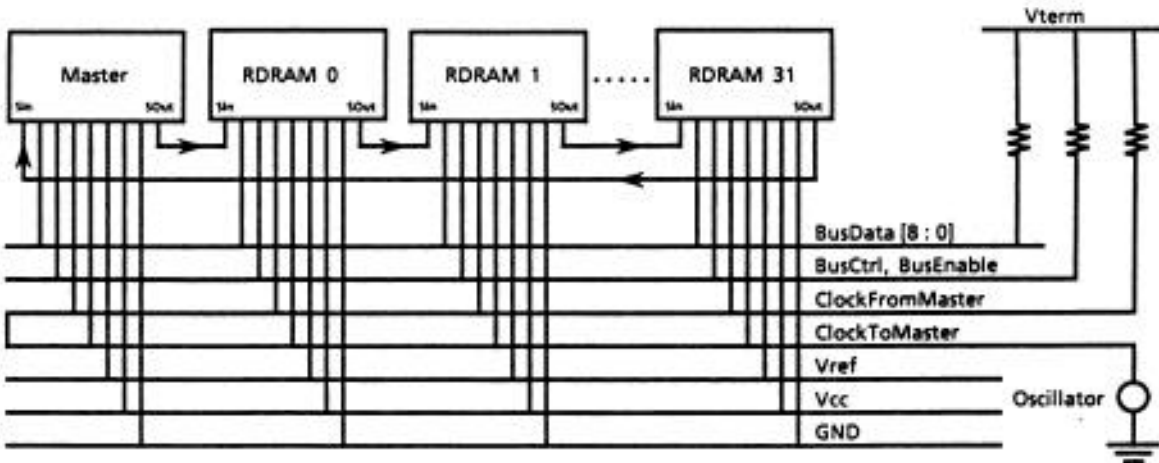 Vterm
Master
RDRAM 0
RDRAM 1
.....
RDRAM 31
SIn
SOut
SIn
SOut
SIn
SOut
SIn
SOut
BusData [8 : 0]
BusCtrl, BusEnable
ClockFromMaster
ClockToMaster
Vref
Vcc
Oscillator
GND